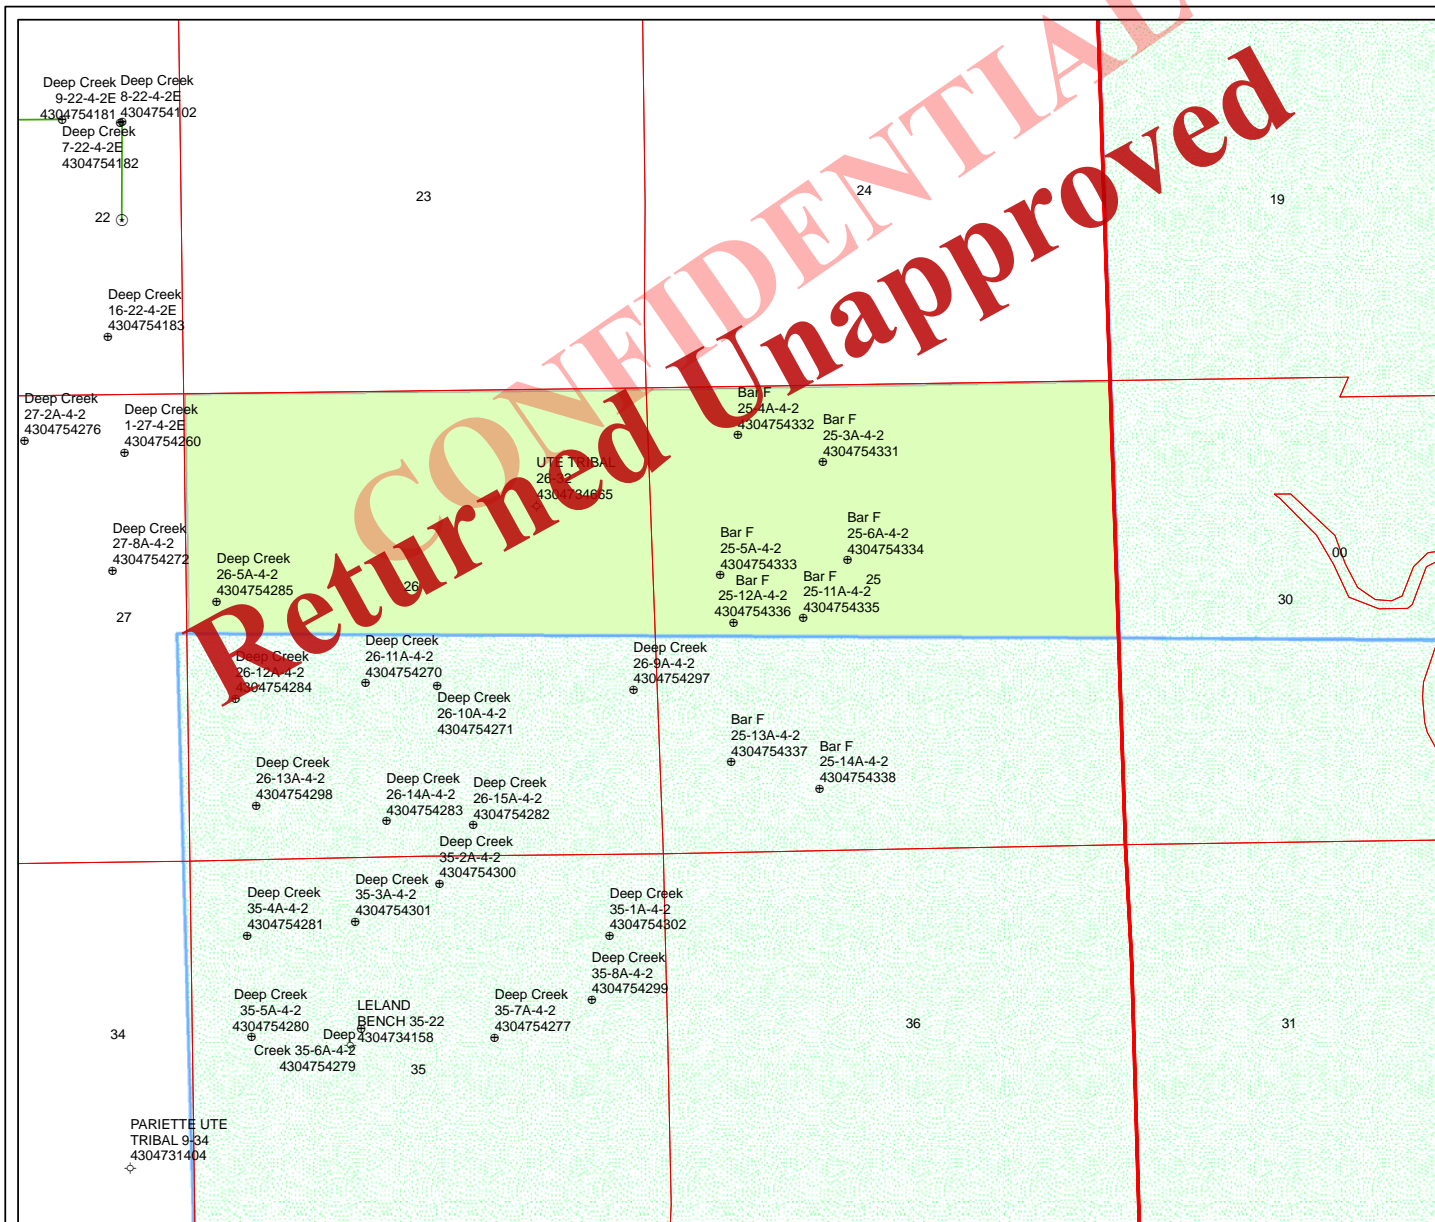 CONFIDENTIAL
Returned Unapproved
Deep Creek
9-22-4-2E
4304754181
Deep Creek
8-22-4-2E
4304754102
Deep Creek
7-22-4-2E
4304754182
22
23
24
19
Deep Creek
16-22-4-2E
4304754183
Deep Creek
27-2A-4-2
4304754276
Deep Creek
1-27-4-2E
4304754260
Bar F
25-4A-4-2
4304754332
Bar F
25-3A-4-2
4304754331
UTE TRIBAL
26-32
4304734665
Deep Creek
27-8A-4-2
4304754272
Deep Creek
26-5A-4-2
4304754285
26
Bar F
25-5A-4-2
4304754333
Bar F
25-6A-4-2
4304754334
25
Bar F
25-12A-4-2
4304754336
Bar F
25-11A-4-2
4304754335
00
30
27
Deep Creek
26-12A-4-2
4304754284
Deep Creek
26-11A-4-2
4304754270
Deep Creek
26-10A-4-2
4304754271
Deep Creek
26-9A-4-2
4304754297
Bar F
25-13A-4-2
4304754337
Bar F
25-14A-4-2
4304754338
Deep Creek
26-13A-4-2
4304754298
Deep Creek
26-14A-4-2
4304754283
Deep Creek
26-15A-4-2
4304754282
Deep Creek
35-2A-4-2
4304754300
Deep Creek
35-4A-4-2
4304754281
Deep Creek
35-3A-4-2
4304754301
Deep Creek
35-1A-4-2
4304754302
Deep Creek
35-8A-4-2
4304754299
Deep Creek
35-5A-4-2
4304754280
LELAND
BENCH 35-22
4304734158
Deep
Creek 35-6A-4-2
4304754279
Deep Creek
35-7A-4-2
4304754277
34
35
36
31
PARIETTE UTE
TRIBAL 9-34
4304731404